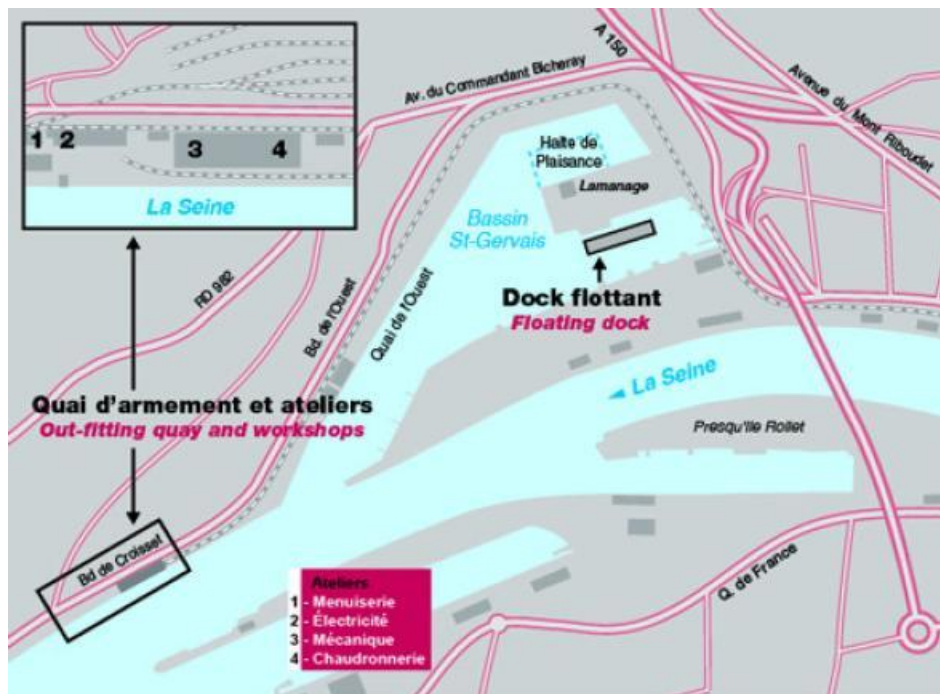 A 150
Av. du Commandant Bicheray
Avenue du Mont Riboudet
1 2 3 4
La Seine
Halte de
Plaisance
Lamanage
Bassin
St-Gervais
RD 982
Bd. de l'Ouest
Quai de l'Ouest
Dock flottant
Floating dock
La Seine
Quai d'armement et ateliers
Out-fitting quay and workshops
Presqu'île Rollet
Bd de Croisset
Q. de France
Ateliers
1 - Menuiserie
2 - Électricité
3 - Mécanique
4 - Chaudronnerie